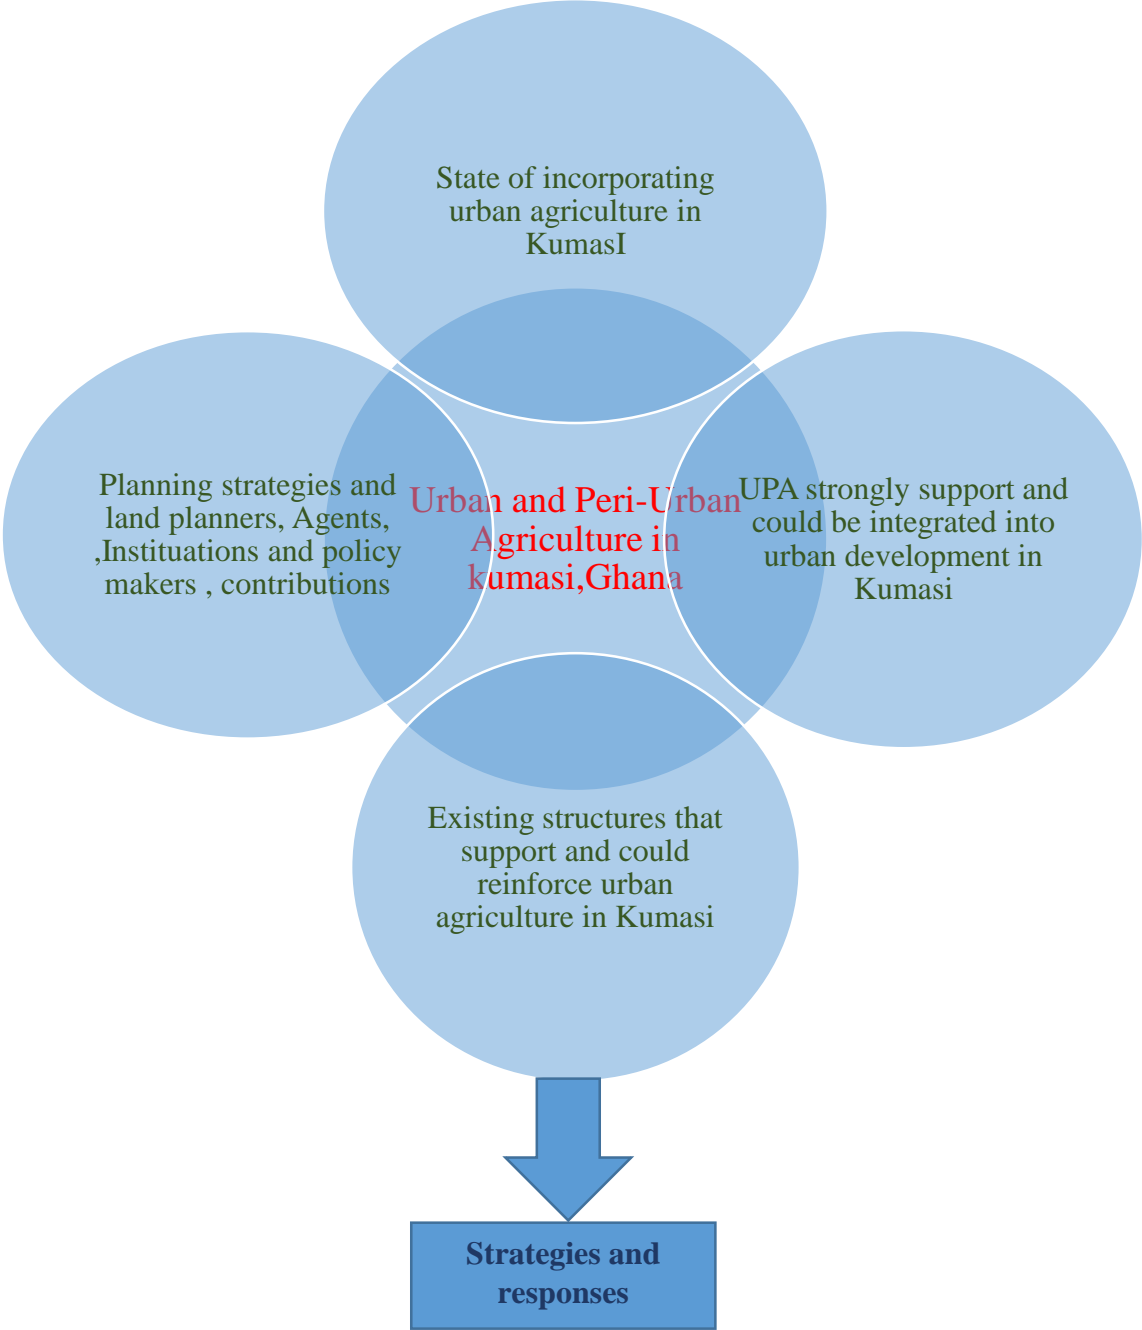 State of incorporating
urban agriculture in
KumasI
Planning strategies and
land planners, Agents,
,Instituations and policy
makers , contributions
Urban and Peri-Urban
Agriculture in
kumasi,Ghana
UPA strongly support and
could be integrated into
urban development in
Kumasi
Existing structures that
support and could
reinforce urban
agriculture in Kumasi
Strategies and
responses